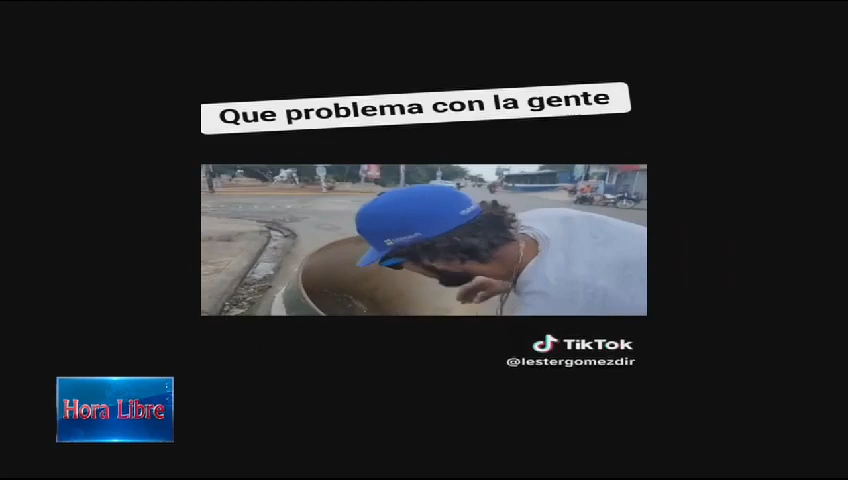 Que problema con la gente
TikTok
@lestergomezdir
Hora Libre